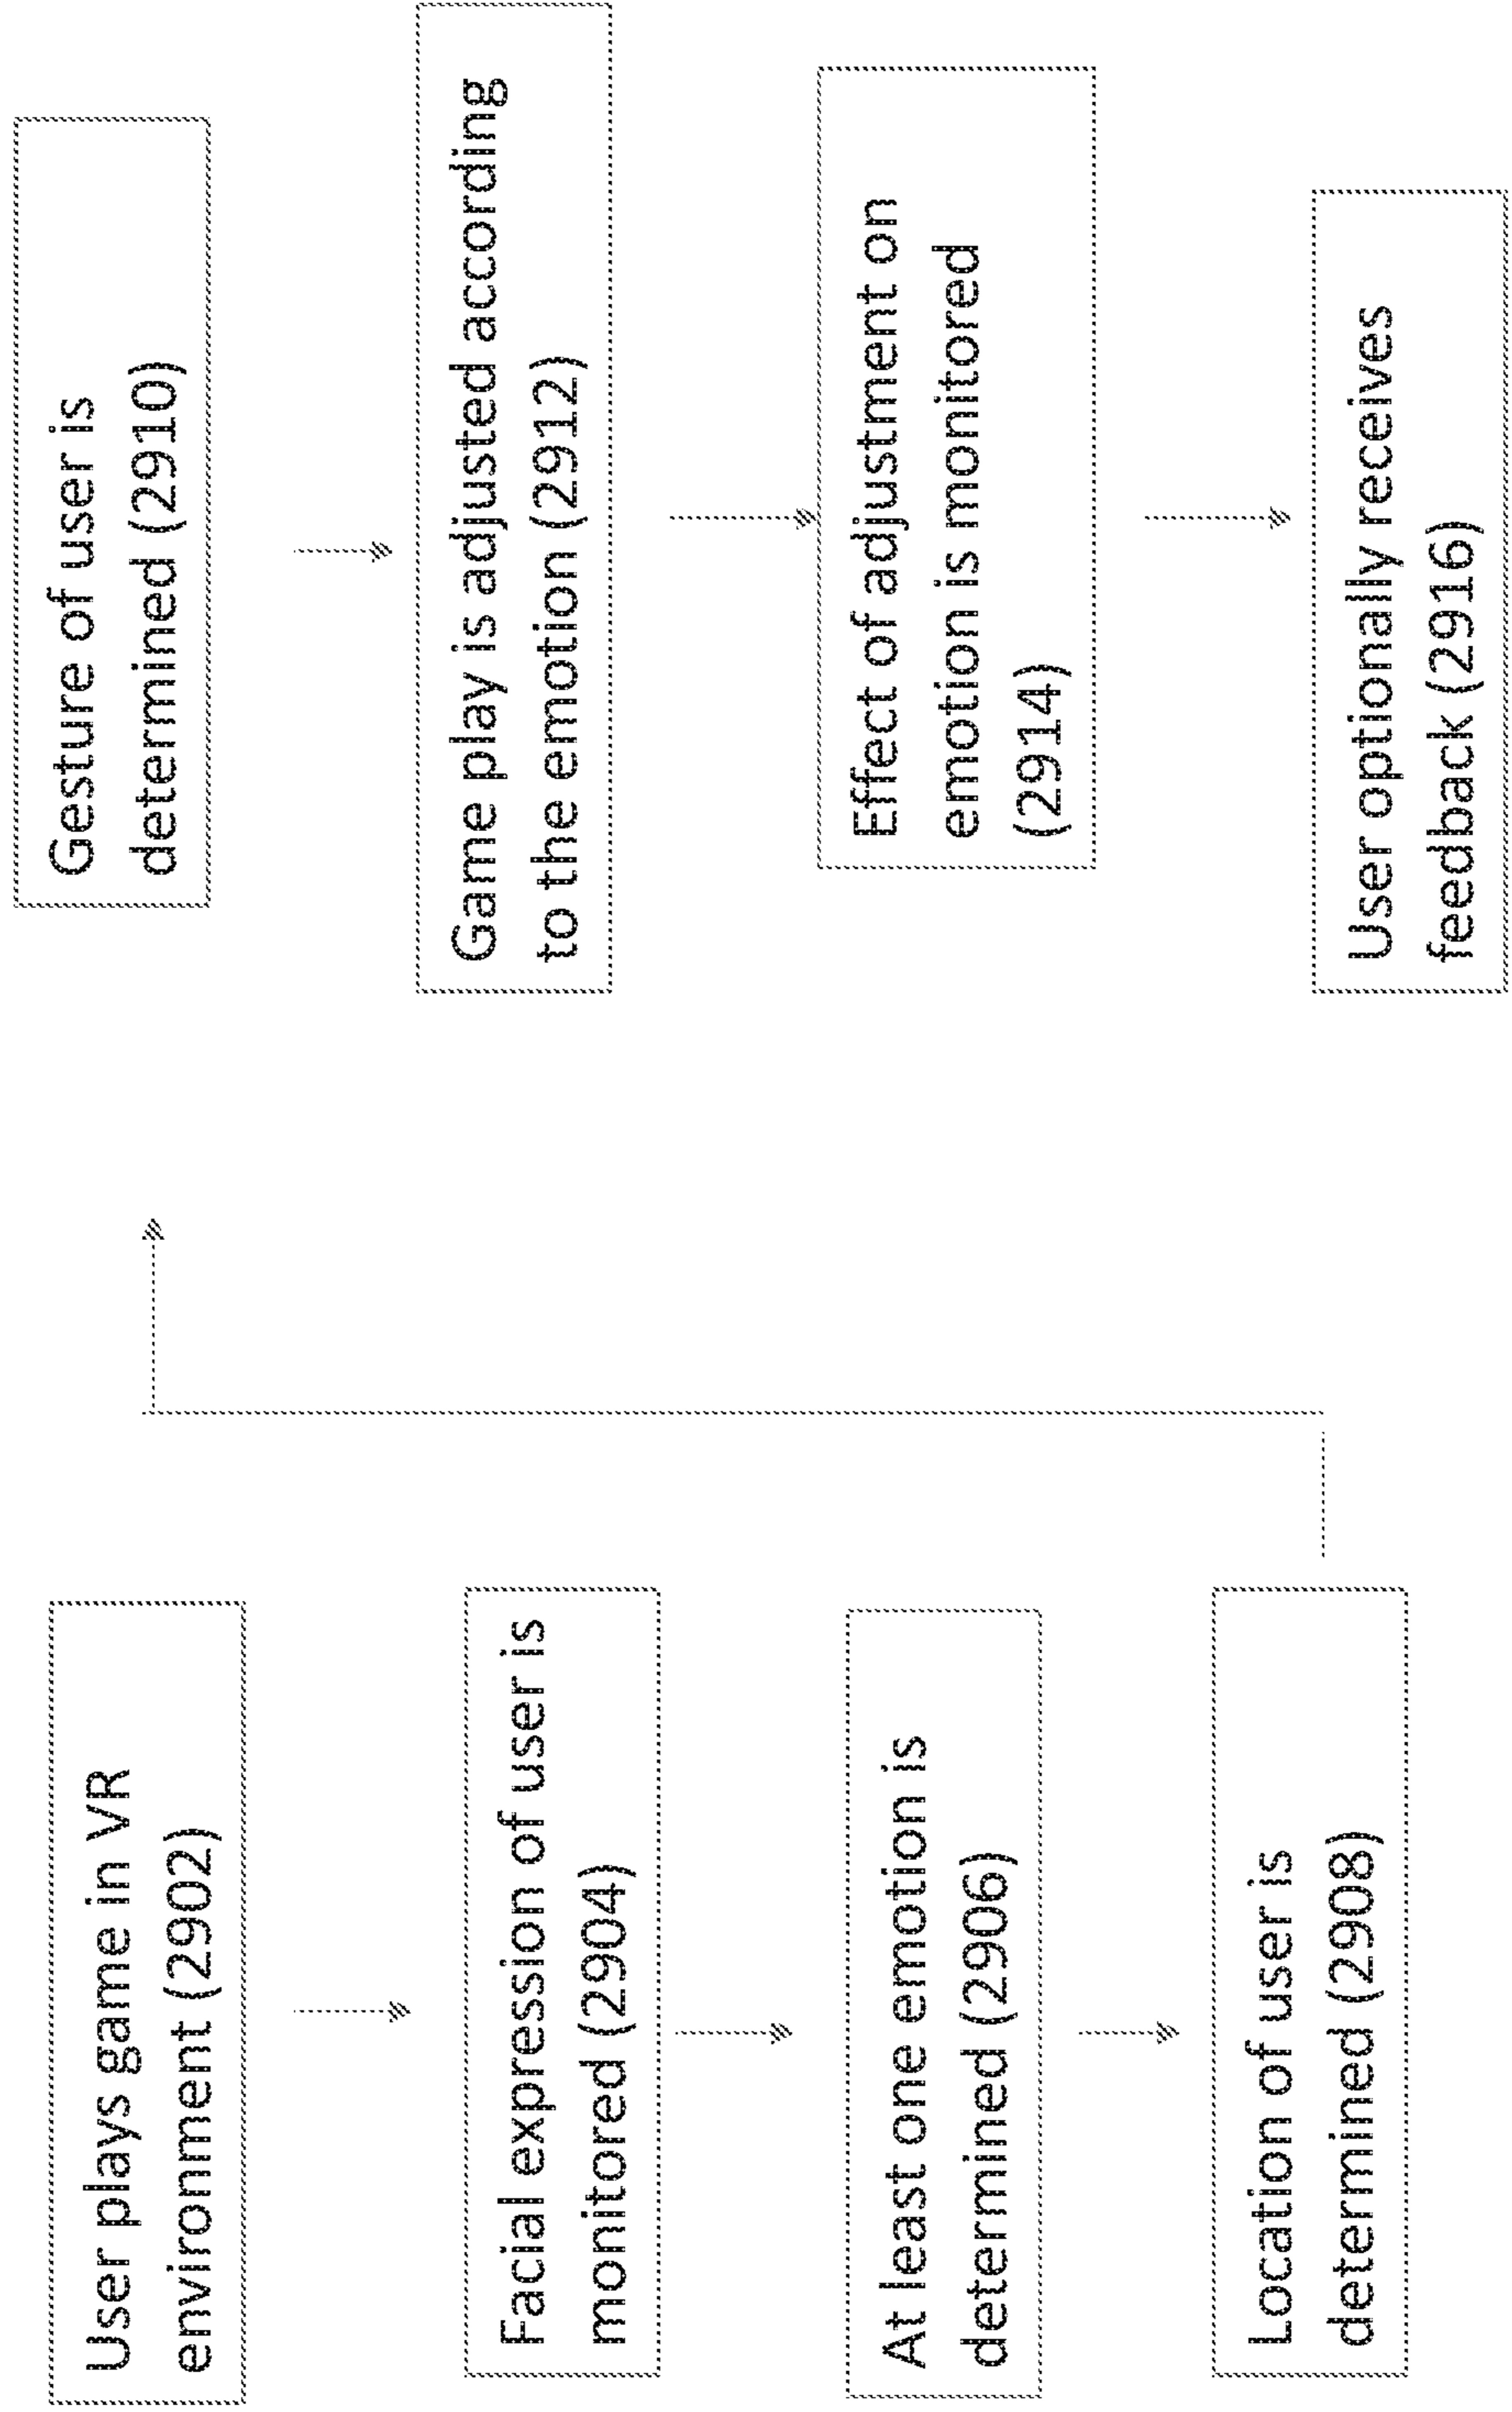 User plays game in VR
environment (2902)
Facial expression of user is
monitored (2904)
At least one emotion is
determined (2906)
Location of user is
determined (2908)
Gesture of user is
determined (2910)
Game play is adjusted according
to the emotion (2912)
Effect of adjustment on
emotion is monitored
(2914)
User optionally receives
feedback (2916)